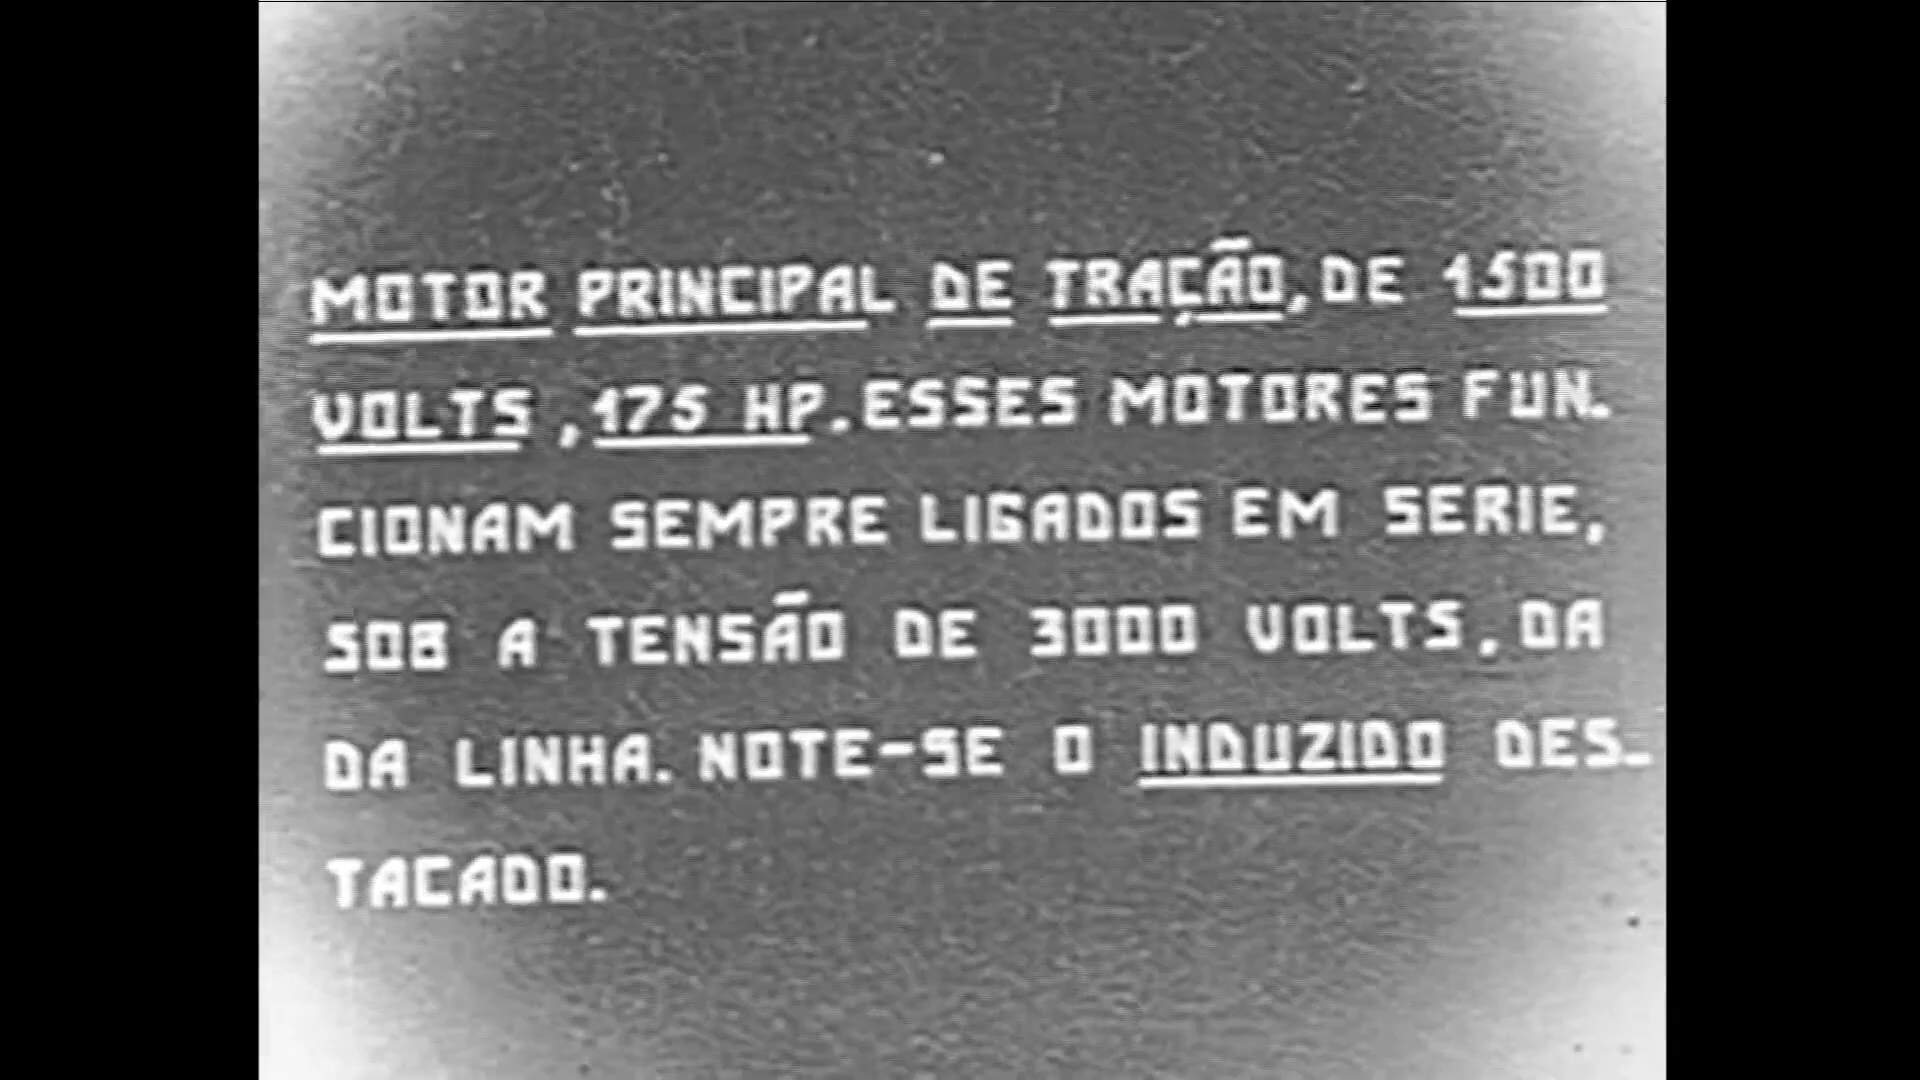 MOTOR PRINCIPAL DE TRAÇÃO, DE 1500
VOLTS, 175 HP. ESSES MOTORES FUN-
CIONAM SEMPRE LIGADOS EM SERIE,
SOB A TENSÃO DE 3000 VOLTS, DA
DA LINHA. NOTE-SE O INDUZIDO DES-
TACADO.